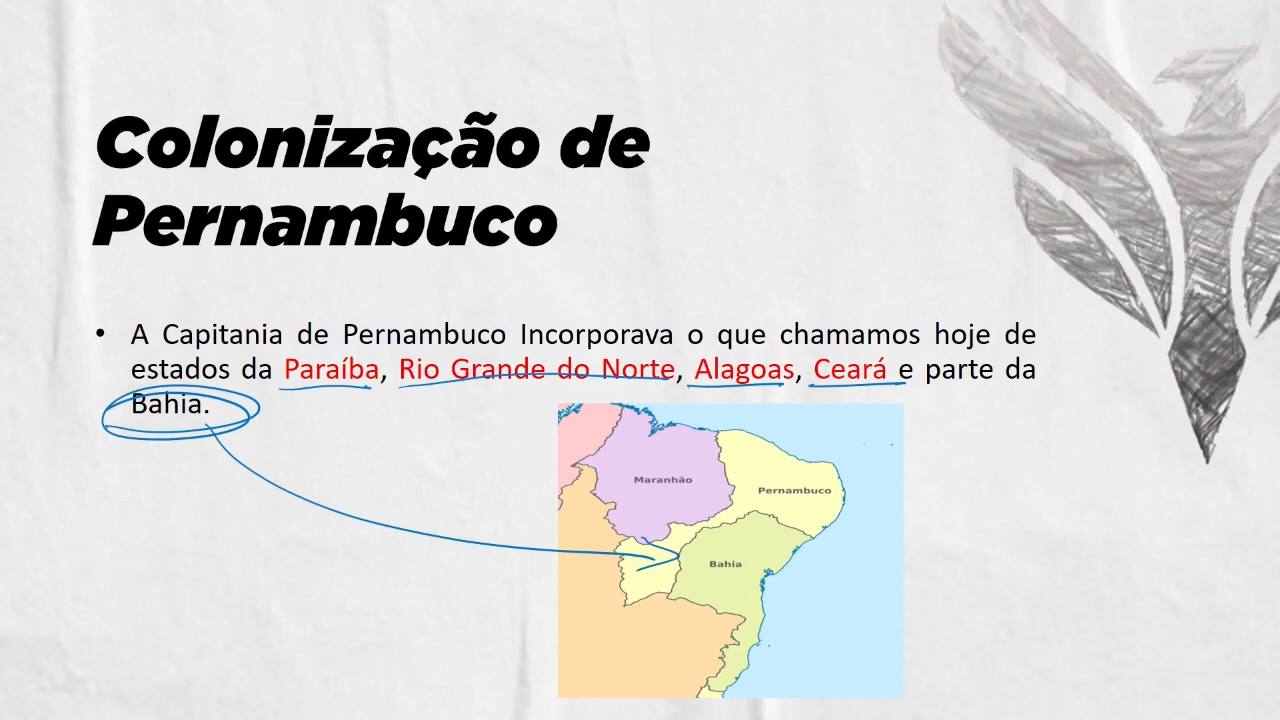 Colonização de
Pernambuco
• A Capitania de Pernambuco Incorporava o que chamamos hoje de
estados da Paraíba, Rio Grande do Norte, Alagoas, Ceará e parte da
Bahia.
Maranhão
Pernambuco
Bahia